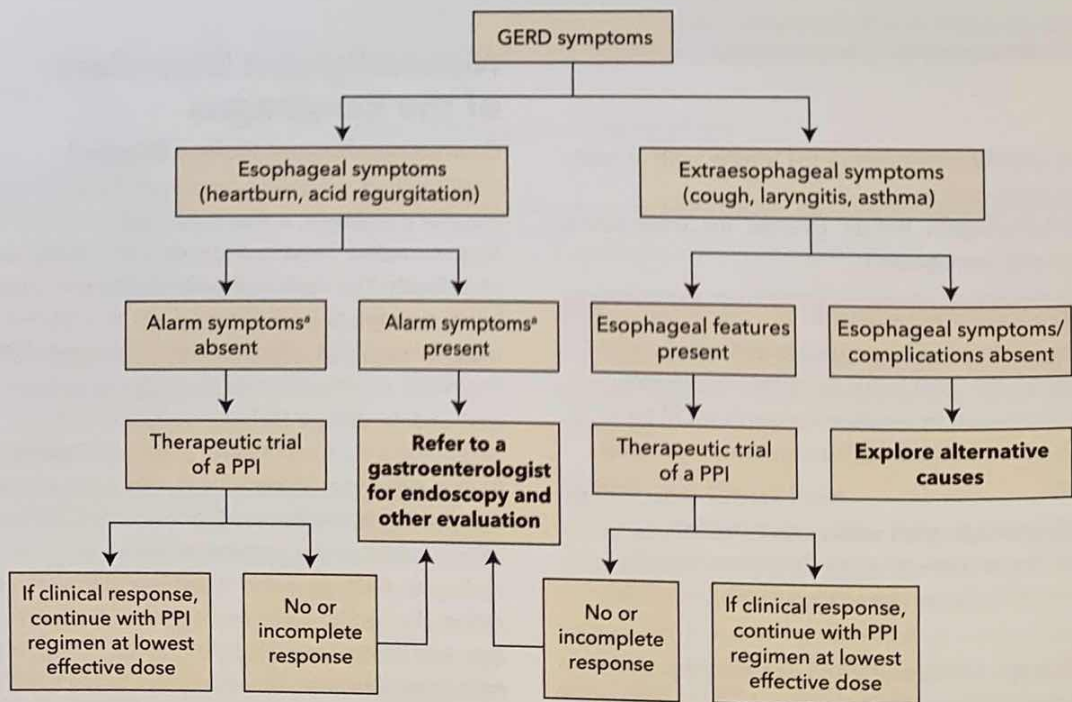 GERD symptoms
Esophageal symptoms
(heartburn, acid regurgitation)
Extraesophageal symptoms
(cough, laryngitis, asthma)
Alarm symptomsª
absent
Alarm symptomsª
present
Esophageal features
present
Esophageal symptoms/
complications absent
Therapeutic trial
of a PPI
Refer to a
gastroenterologist
for endoscopy and
other evaluation
Therapeutic trial
of a PPI
Explore alternative
causes
If clinical response,
continue with PPI
regimen at lowest
effective dose
No or
incomplete
response
No or
incomplete
response
If clinical response,
continue with PPI
regimen at lowest
effective dose